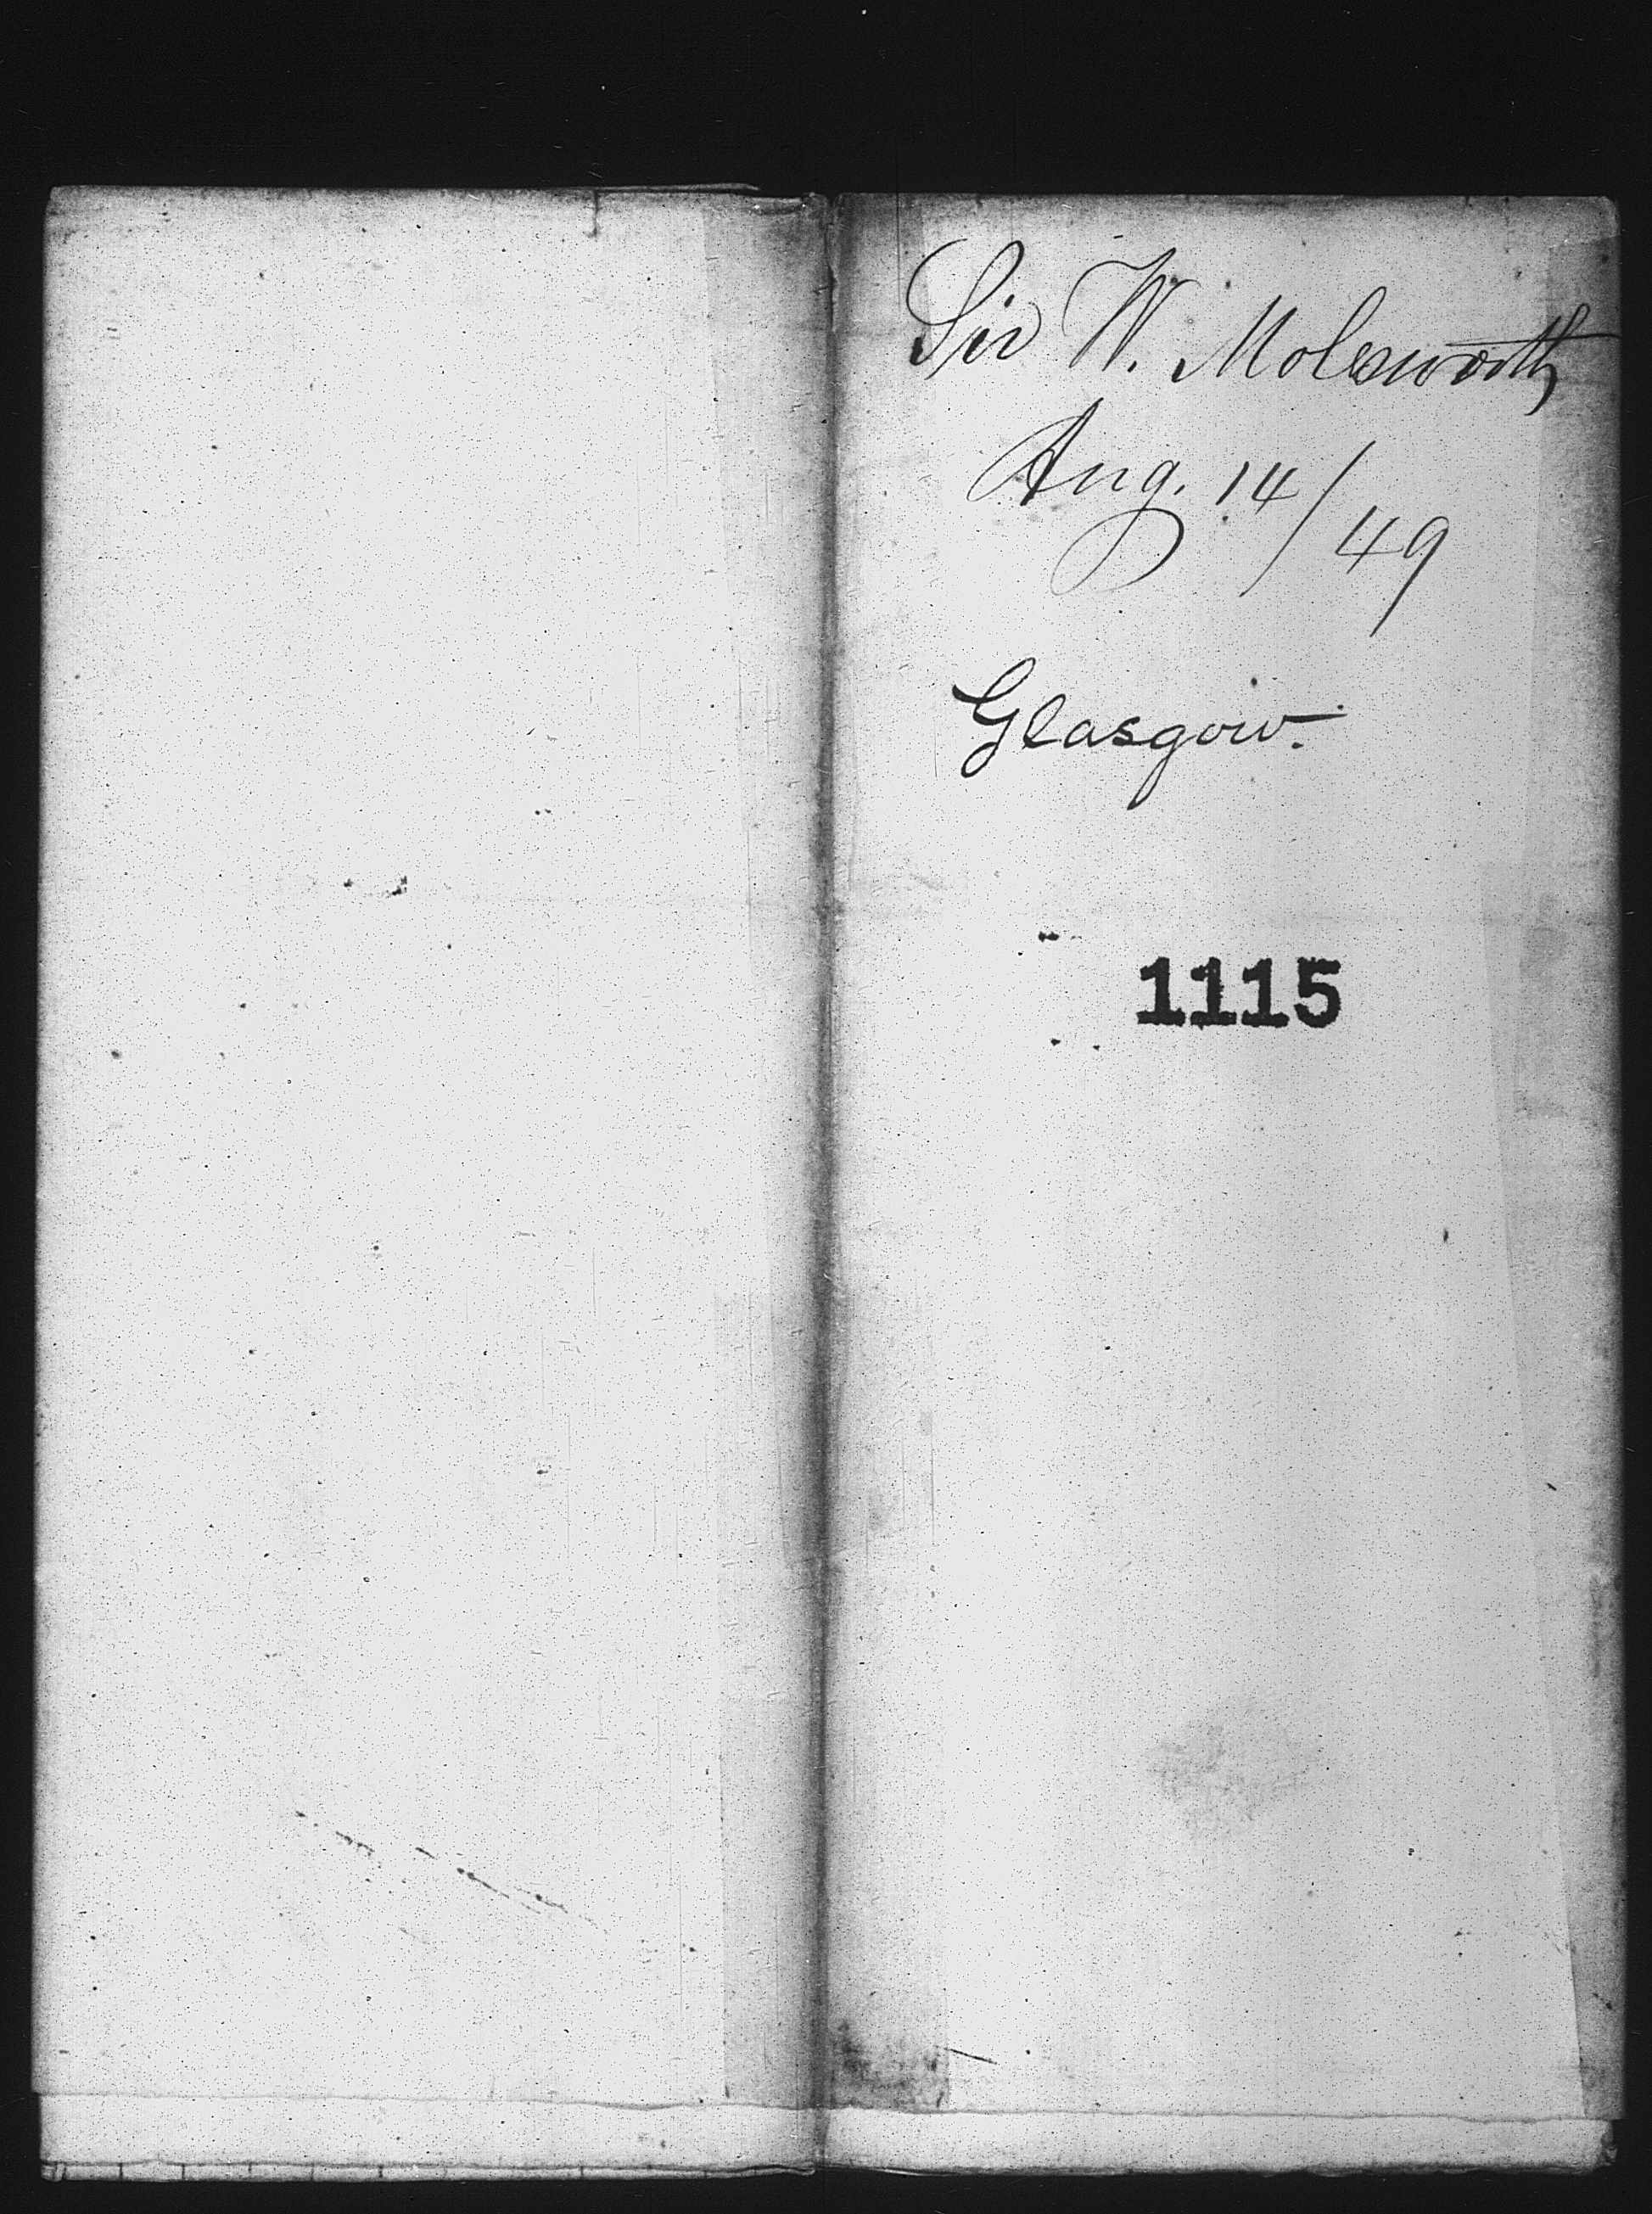 Sir W. Molesworth
Aug. 14/49
Glasgow.
1115